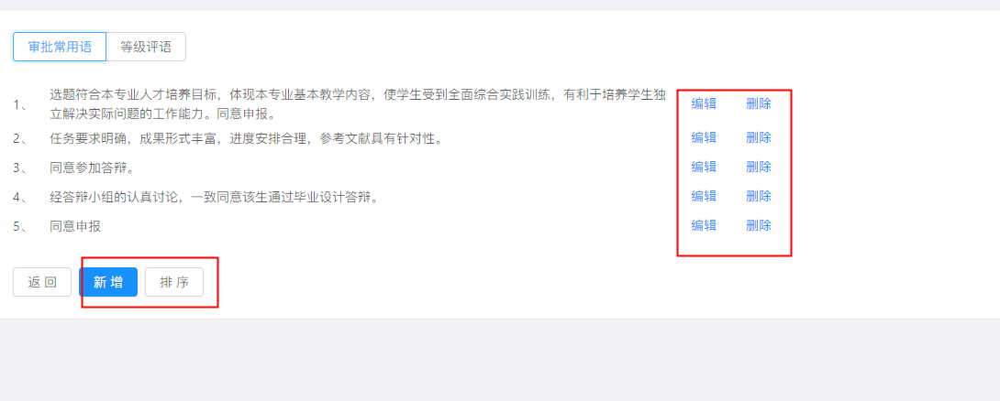 审批常用语 等级评语
1、 选题符合本专业人才培养目标，体现本专业基本教学内容，使学生受到全面综合实践训练，有利于培养学生独
立解决实际问题的工作能力。同意申报。 编辑 删除
2、 任务要求明确，成果形式丰富，进度安排合理，参考文献具有针对性。 编辑 删除
3、 同意参加答辩。 编辑 删除
4、 经答辩小组的认真讨论，一致同意该生通过毕业设计答辩。 编辑 删除
5、 同意申报 编辑 删除
返 回 新 增 排 序